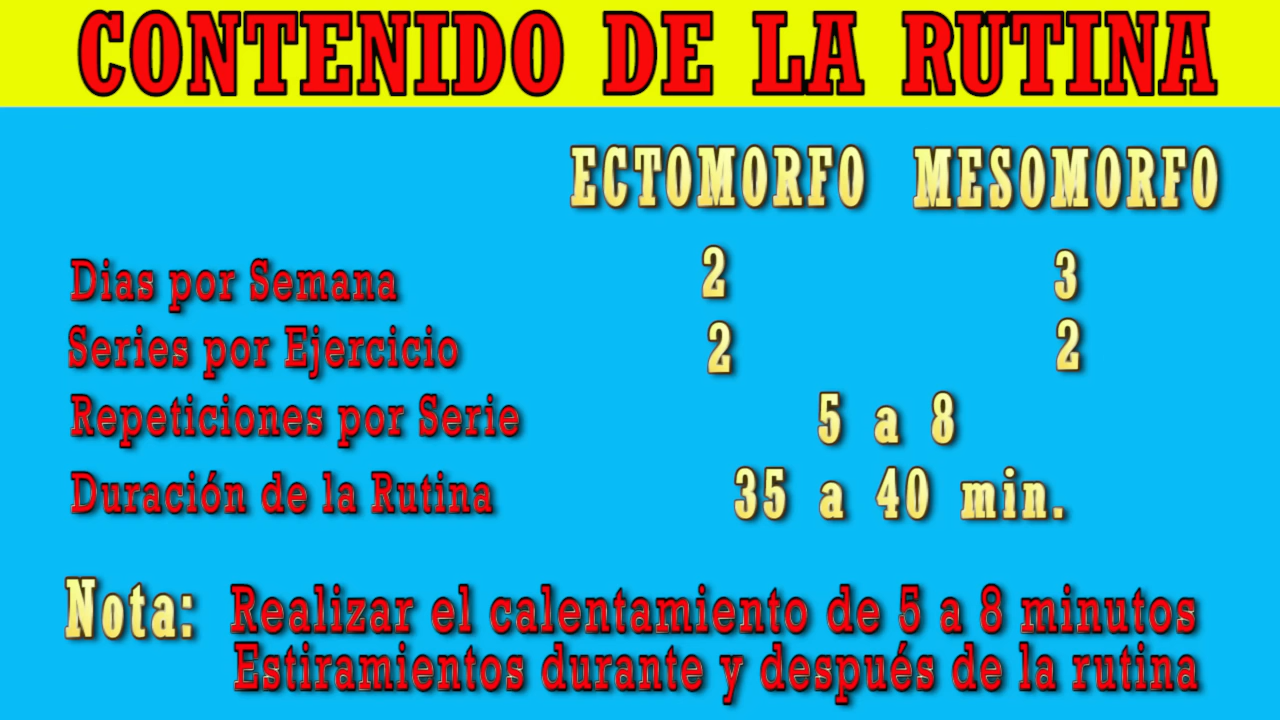 CONTENIDO DE LA RUTINA
ECTOMORFO MESOMORFO
Dias por Semana 2 3
Series por Ejercicio 2 2
Repeticiones por Serie 5 a 8
Duración de la Rutina 35 a 40 min.
Nota: Realizar el calentamiento de 5 a 8 minutos
Estiramientos durante y después de la rutina